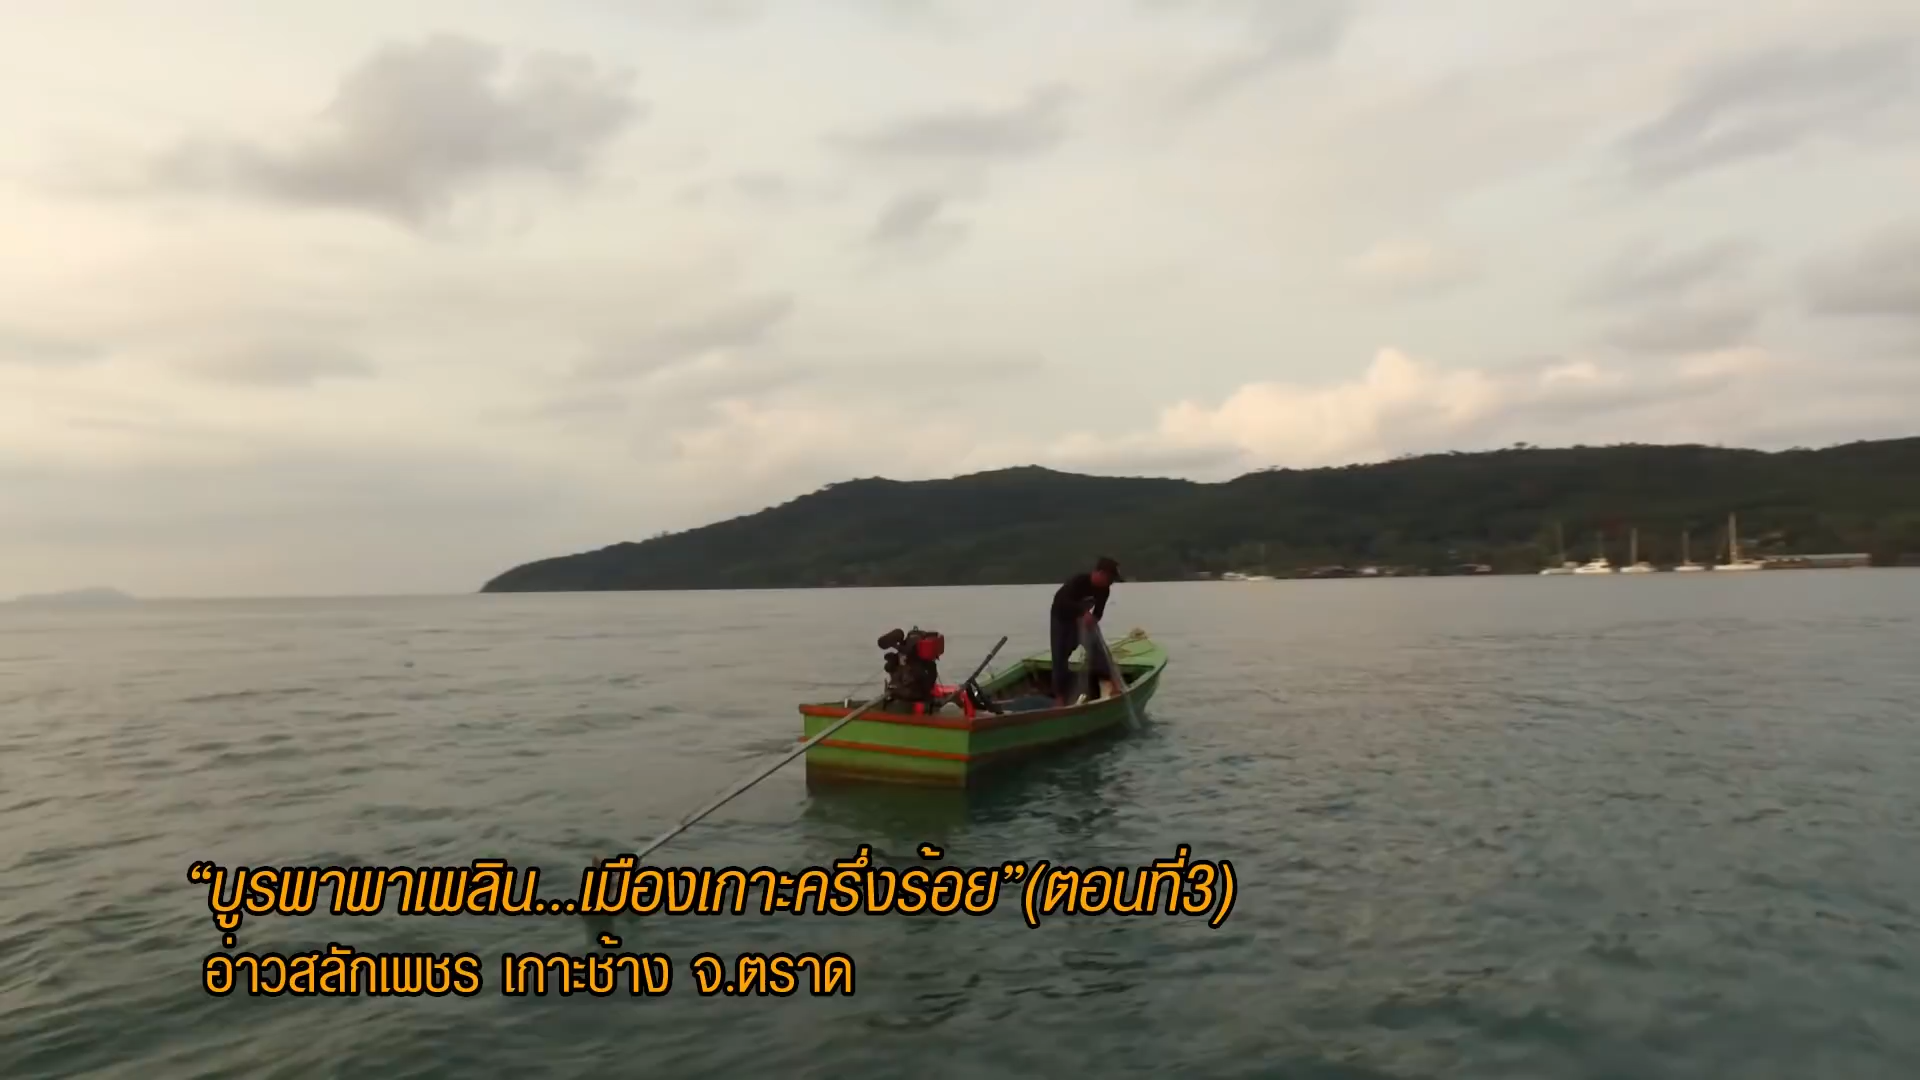 “บูรพาพาเพลิน...เมืองเกาะครึ่งร้อย”(ตอนที่3)
อ่าวสลักเพชร เกาะช้าง จ.ตราด